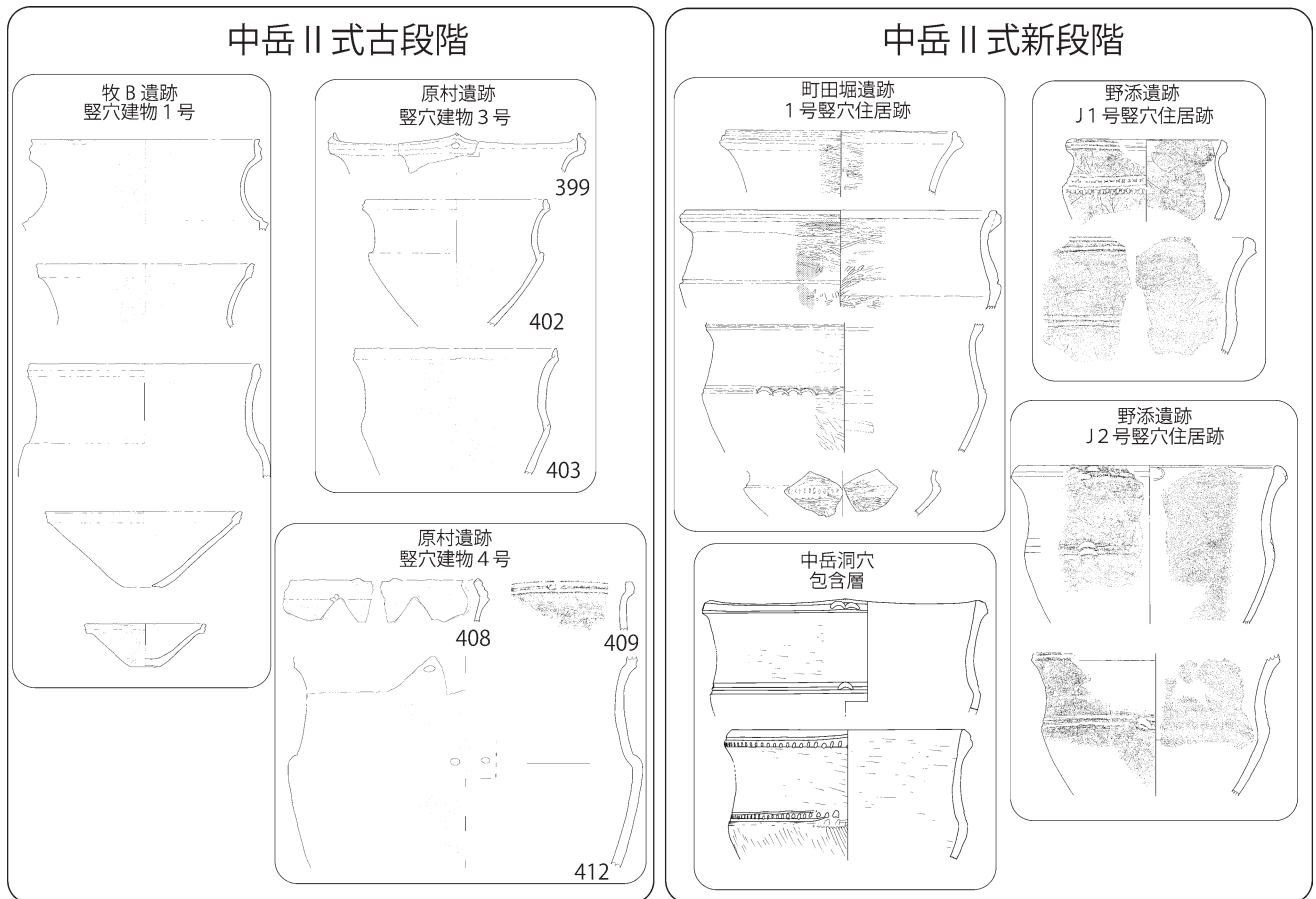 中岳Ⅱ式古段階
牧B遺跡
竪穴建物1号
原村遺跡
竪穴建物3号
399
402
403
原村遺跡
竪穴建物4号
408
409
412
中岳Ⅱ式新段階
町田堀遺跡
1号竪穴住居跡
野添遺跡
J1号竪穴住居跡
中岳洞穴
包含層
野添遺跡
J2号竪穴住居跡